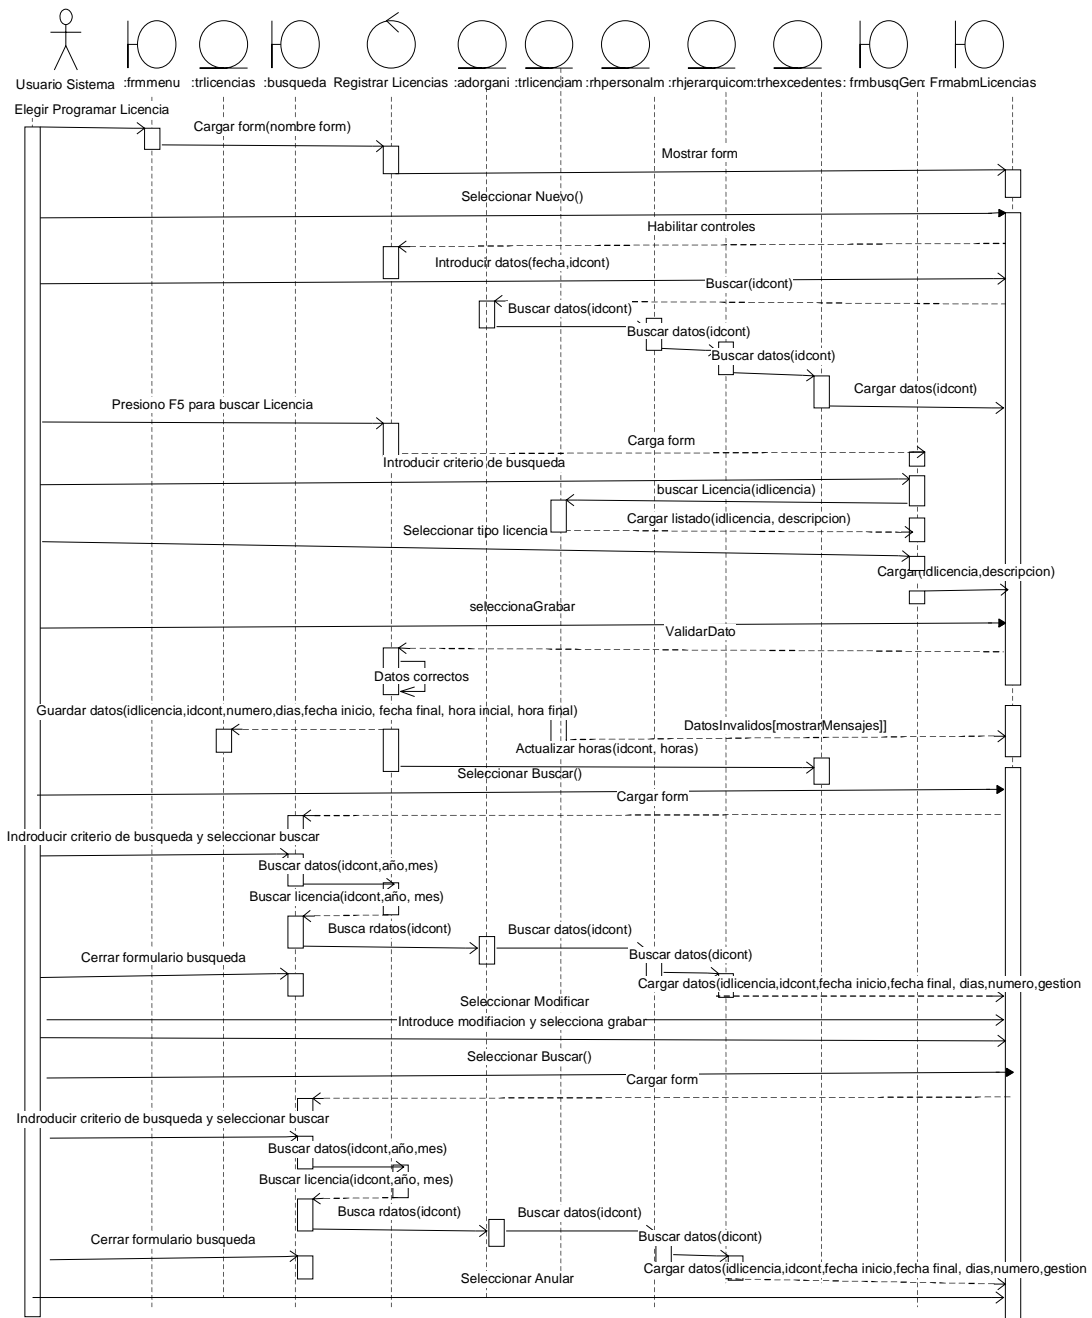 Usuario Sistema :frmmenu :trlicencias :busqueda Registrar Licencias :adorgani :trlicenciam :rhpersonalm :rhjerarquicom :trhexcedentes : frmbusqGen : FrmabmLicencias
Elegir Programar Licencia
Cargar form(nombre form)
Mostrar form
Seleccionar Nuevo()
Habilitar controles
Introducir datos(fecha,idcont)
Buscar(idcont)
Buscar datos(idcont)
Buscar datos(idcont)
Buscar datos(idcont)
Cargar datos(idcont)
Presiono F5 para buscar Licencia
Carga form
Introducir criterio de busqueda
buscar Licencia(idlicencia)
Cargar listado(idlicencia, descripcion)
Seleccionar tipo licencia
Cargar(idlicencia,descripcion)
seleccionaGrabar
ValidarDato
Datos correctos
Guardar datos(idlicencia,idcont,numero,dias,fecha inicio, fecha final, hora incial, hora final)
DatosInvalidos[mostrarMensajes]]
Actualizar horas(idcont, horas)
Seleccionar Buscar()
Cargar form
Indroducir criterio de busqueda y seleccionar buscar
Buscar datos(idcont,año,mes)
Buscar licencia(idcont,año, mes)
Busca rdatos(idcont)
Buscar datos(idcont)
Buscar datos(dicont)
Cerrar formulario busqueda
Cargar datos(idlicencia,idcont,fecha inicio,fecha final, dias,numero,gestion
Seleccionar Modificar
Introduce modifiacion y selecciona grabar
Seleccionar Buscar()
Cargar form
Indroducir criterio de busqueda y seleccionar buscar
Buscar datos(idcont,año,mes)
Buscar licencia(idcont,año, mes)
Busca rdatos(idcont)
Buscar datos(idcont)
Buscar datos(dicont)
Cerrar formulario busqueda
Cargar datos(idlicencia,idcont,fecha inicio,fecha final, dias,numero,gestion
Seleccionar Anular